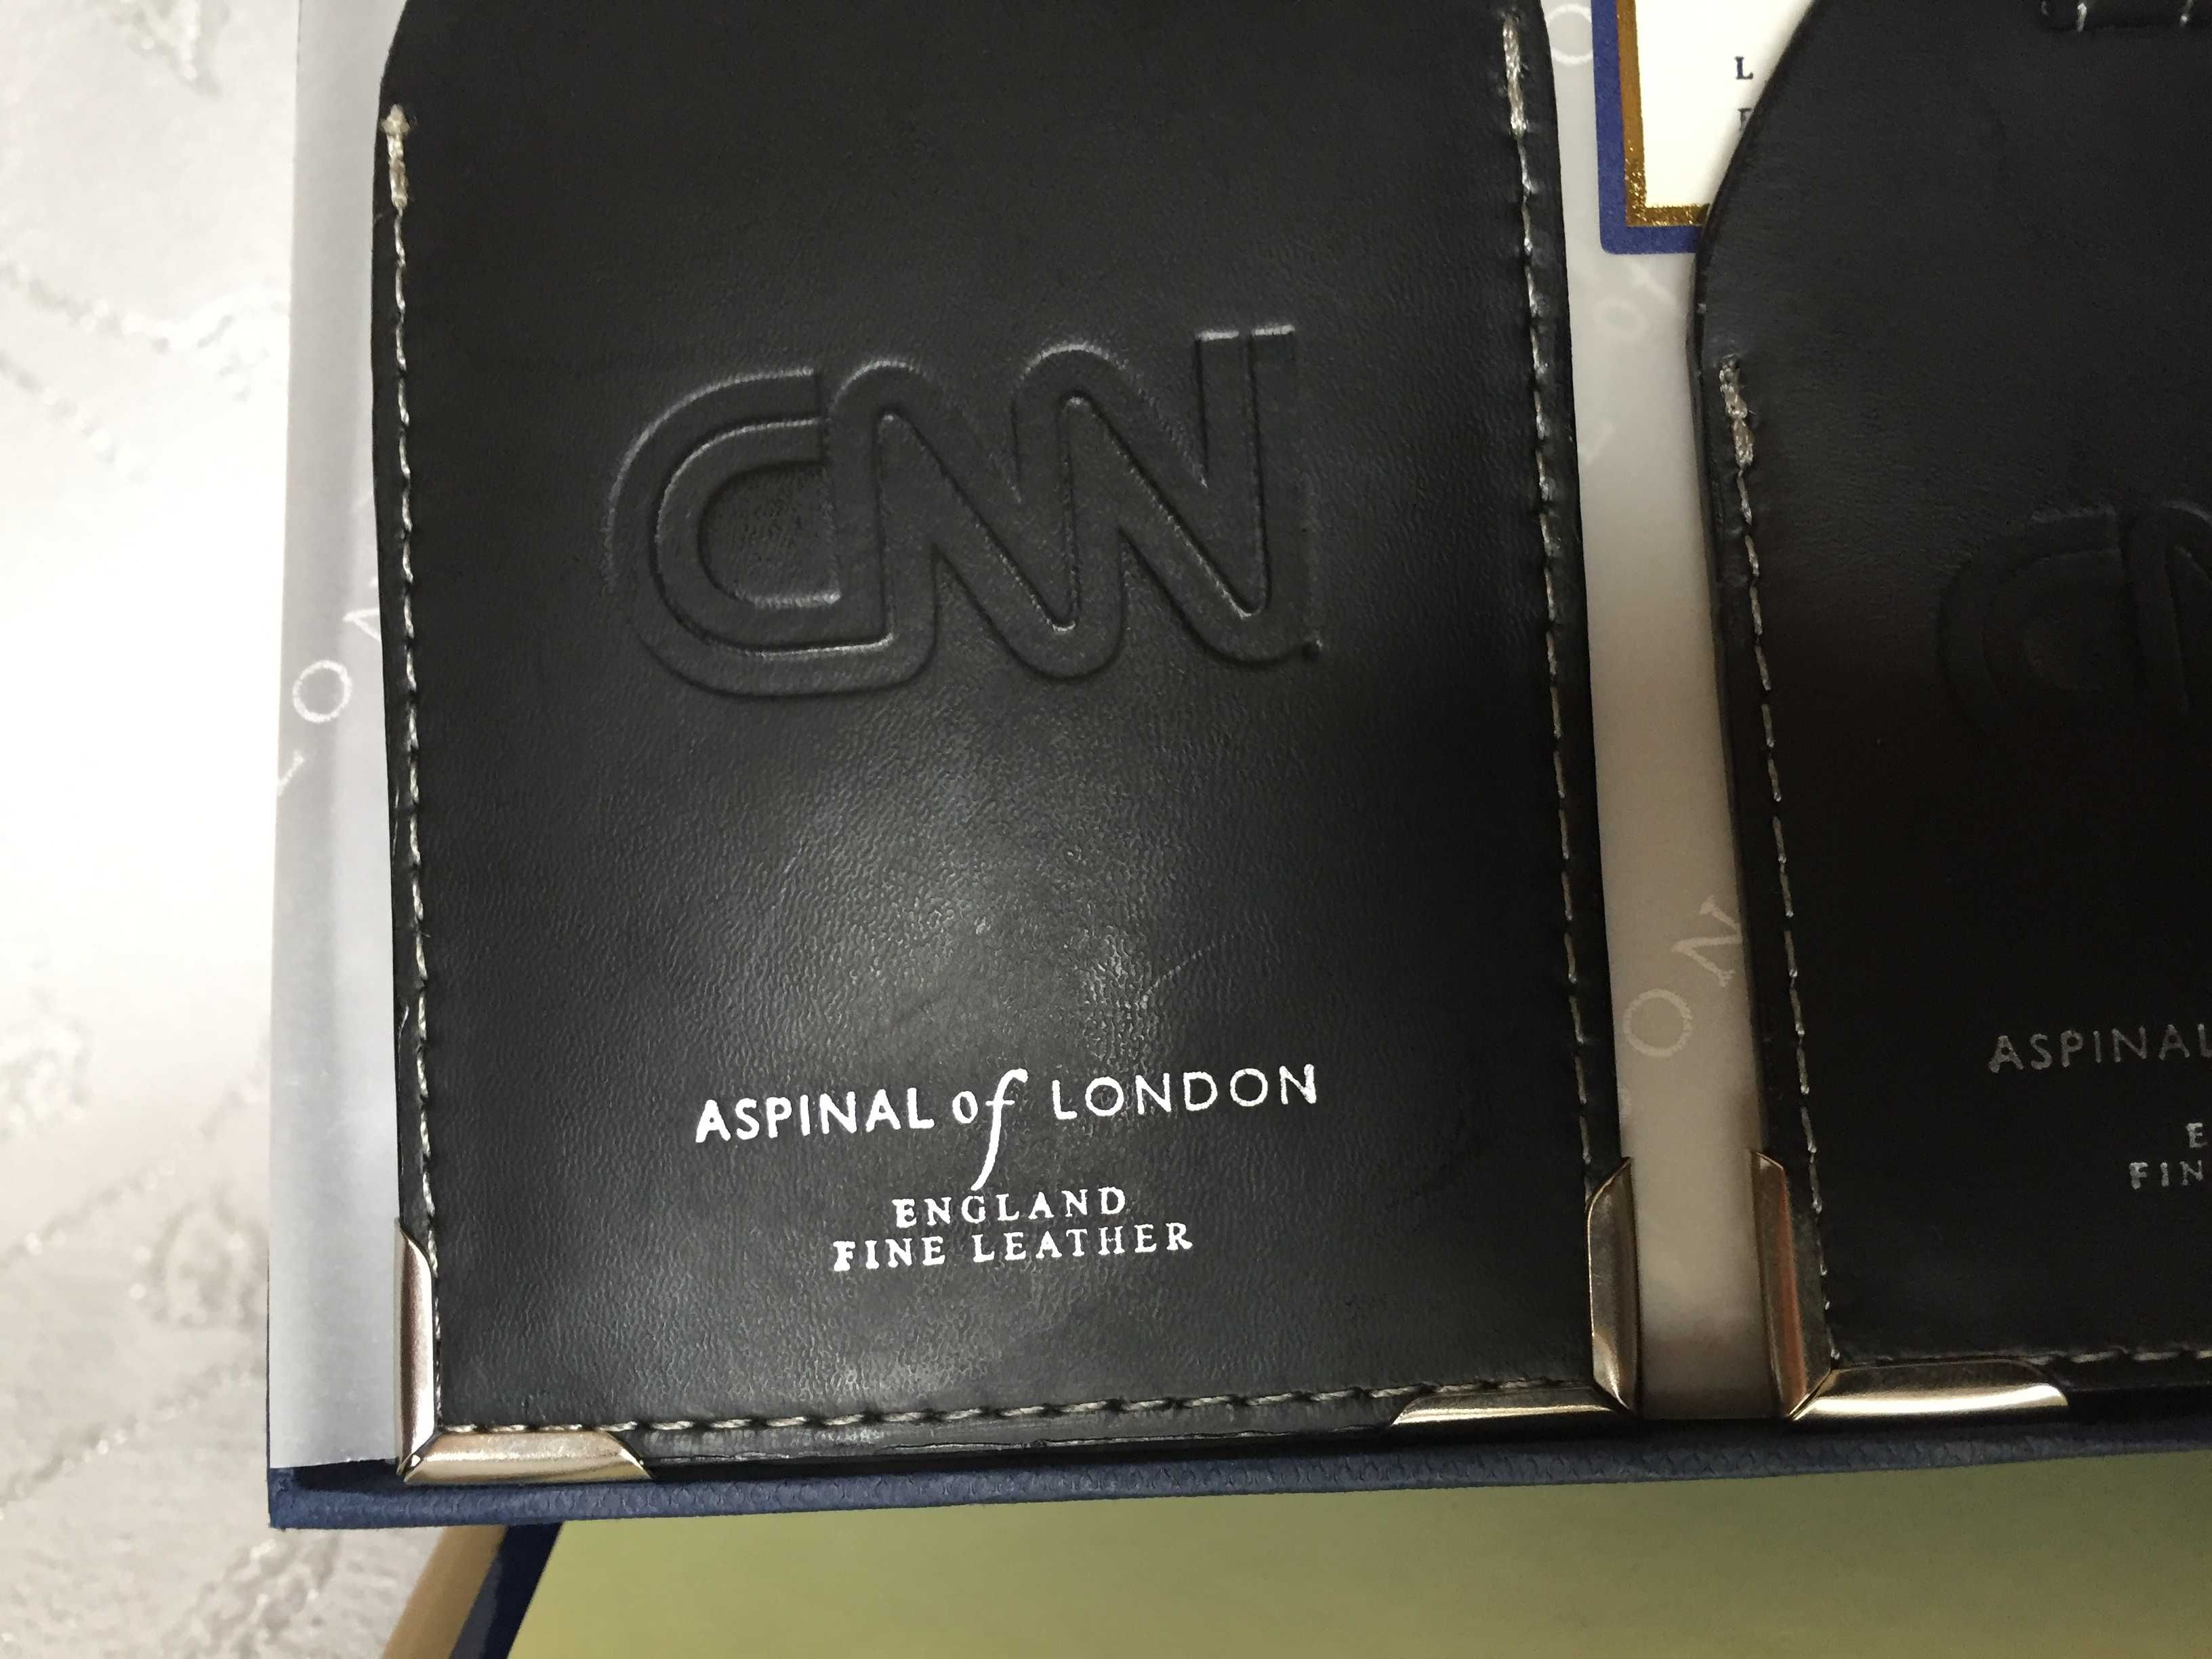 CNN
ASPINAL of LONDON
ENGLAND
FINE LEATHER
ASPINAL